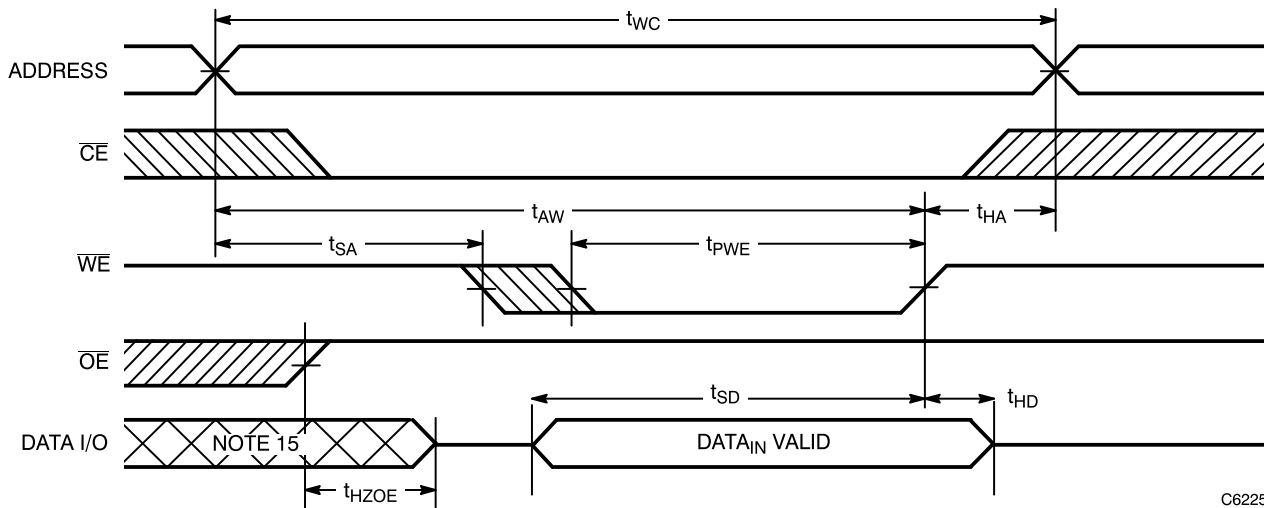 tWC
ADDRESS
CE
tAW
tHA
tSA
tPWE
WE
OE
tSD
tHD
DATA I/O
NOTE 15
DATAIN VALID
tHZOE
C6225